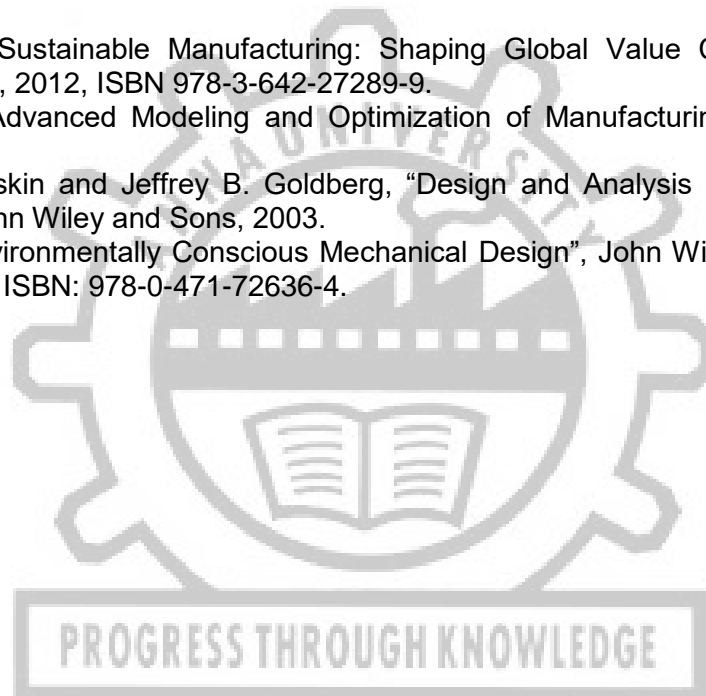 Sustainable Manufacturing: Shaping Global Value
, 2012, ISBN 978-3-642-27289-9.
Advanced Modeling and Optimization of
skin and Jeffrey B. Goldberg, “Design and Analysis
hn Wiley and Sons, 2003.
vironmentally Conscious Mechanical Design”, John
ISBN: 978-0-471-72636-4.
UNIVERSITY
PROGRESS THROUGH KNOWLEDGE